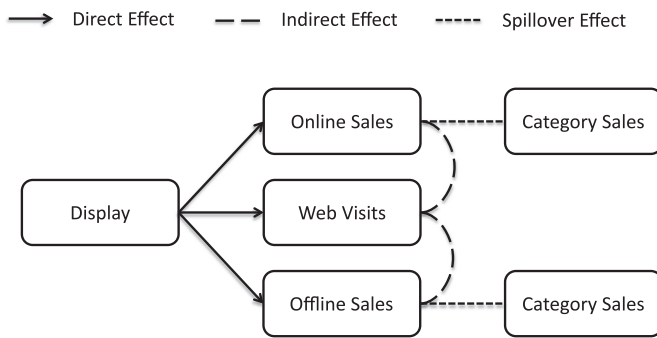 Direct Effect
Indirect Effect
Spillover Effect
Online Sales
Category Sales
Display
Web Visits
Offline Sales
Category Sales